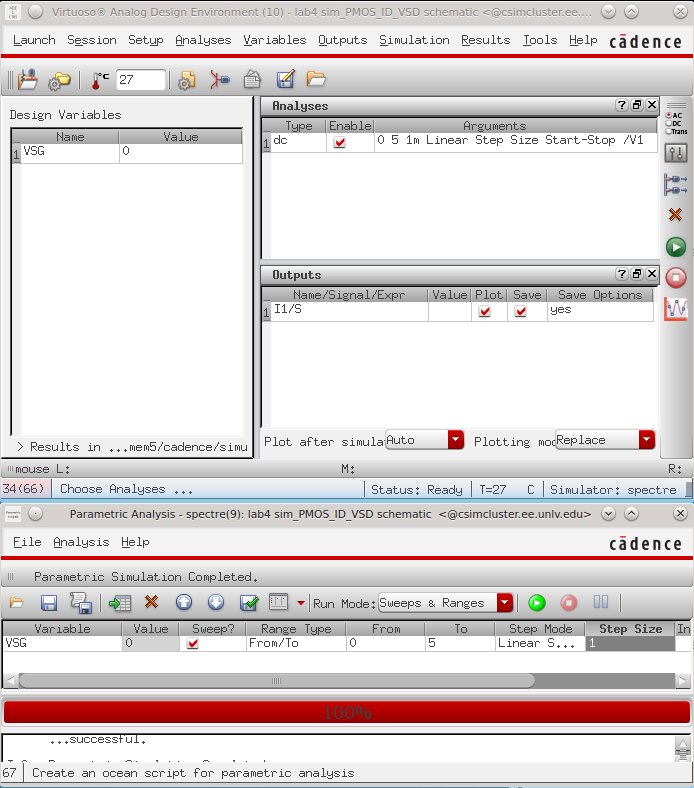 Virtuoso® Analog Design Environment (10) - lab4 sim_PMOS_ID_VSD schematic <@csimcluster.ee....
Launch Session Setup Analyses Variables Outputs Simulation Results Tools Help cādence
°C 27
Design Variables
Name Value
1 VSG 0
Analyses
Type Enable Arguments
1 dc 0 5 1m Linear Step Size Start-Stop /V1
AC
DC
Trans
Outputs
Name/Signal/Expr Value Plot Save Save Options
1 I1/S yes
> Results in ...mem5/cadence/simu
Plot after simula Auto Plotting mod Replace
mouse L: M: R:
34(66) Choose Analyses ... Status: Ready T=27 C Simulator: spectre
Parametric Analysis - spectre(9): lab4 sim_PMOS_ID_VSD schematic <@csimcluster.ee.unlv.edu>
File Analysis Help cādence
Parametric Simulation Completed.
Run Mode: Sweeps & Ranges
Variable Value Sweep? Range Type From To Step Mode Step Size In
VSG 0 From/To 0 5 Linear S... 1
100%
...successful.
67 Create an ocean script for parametric analysis